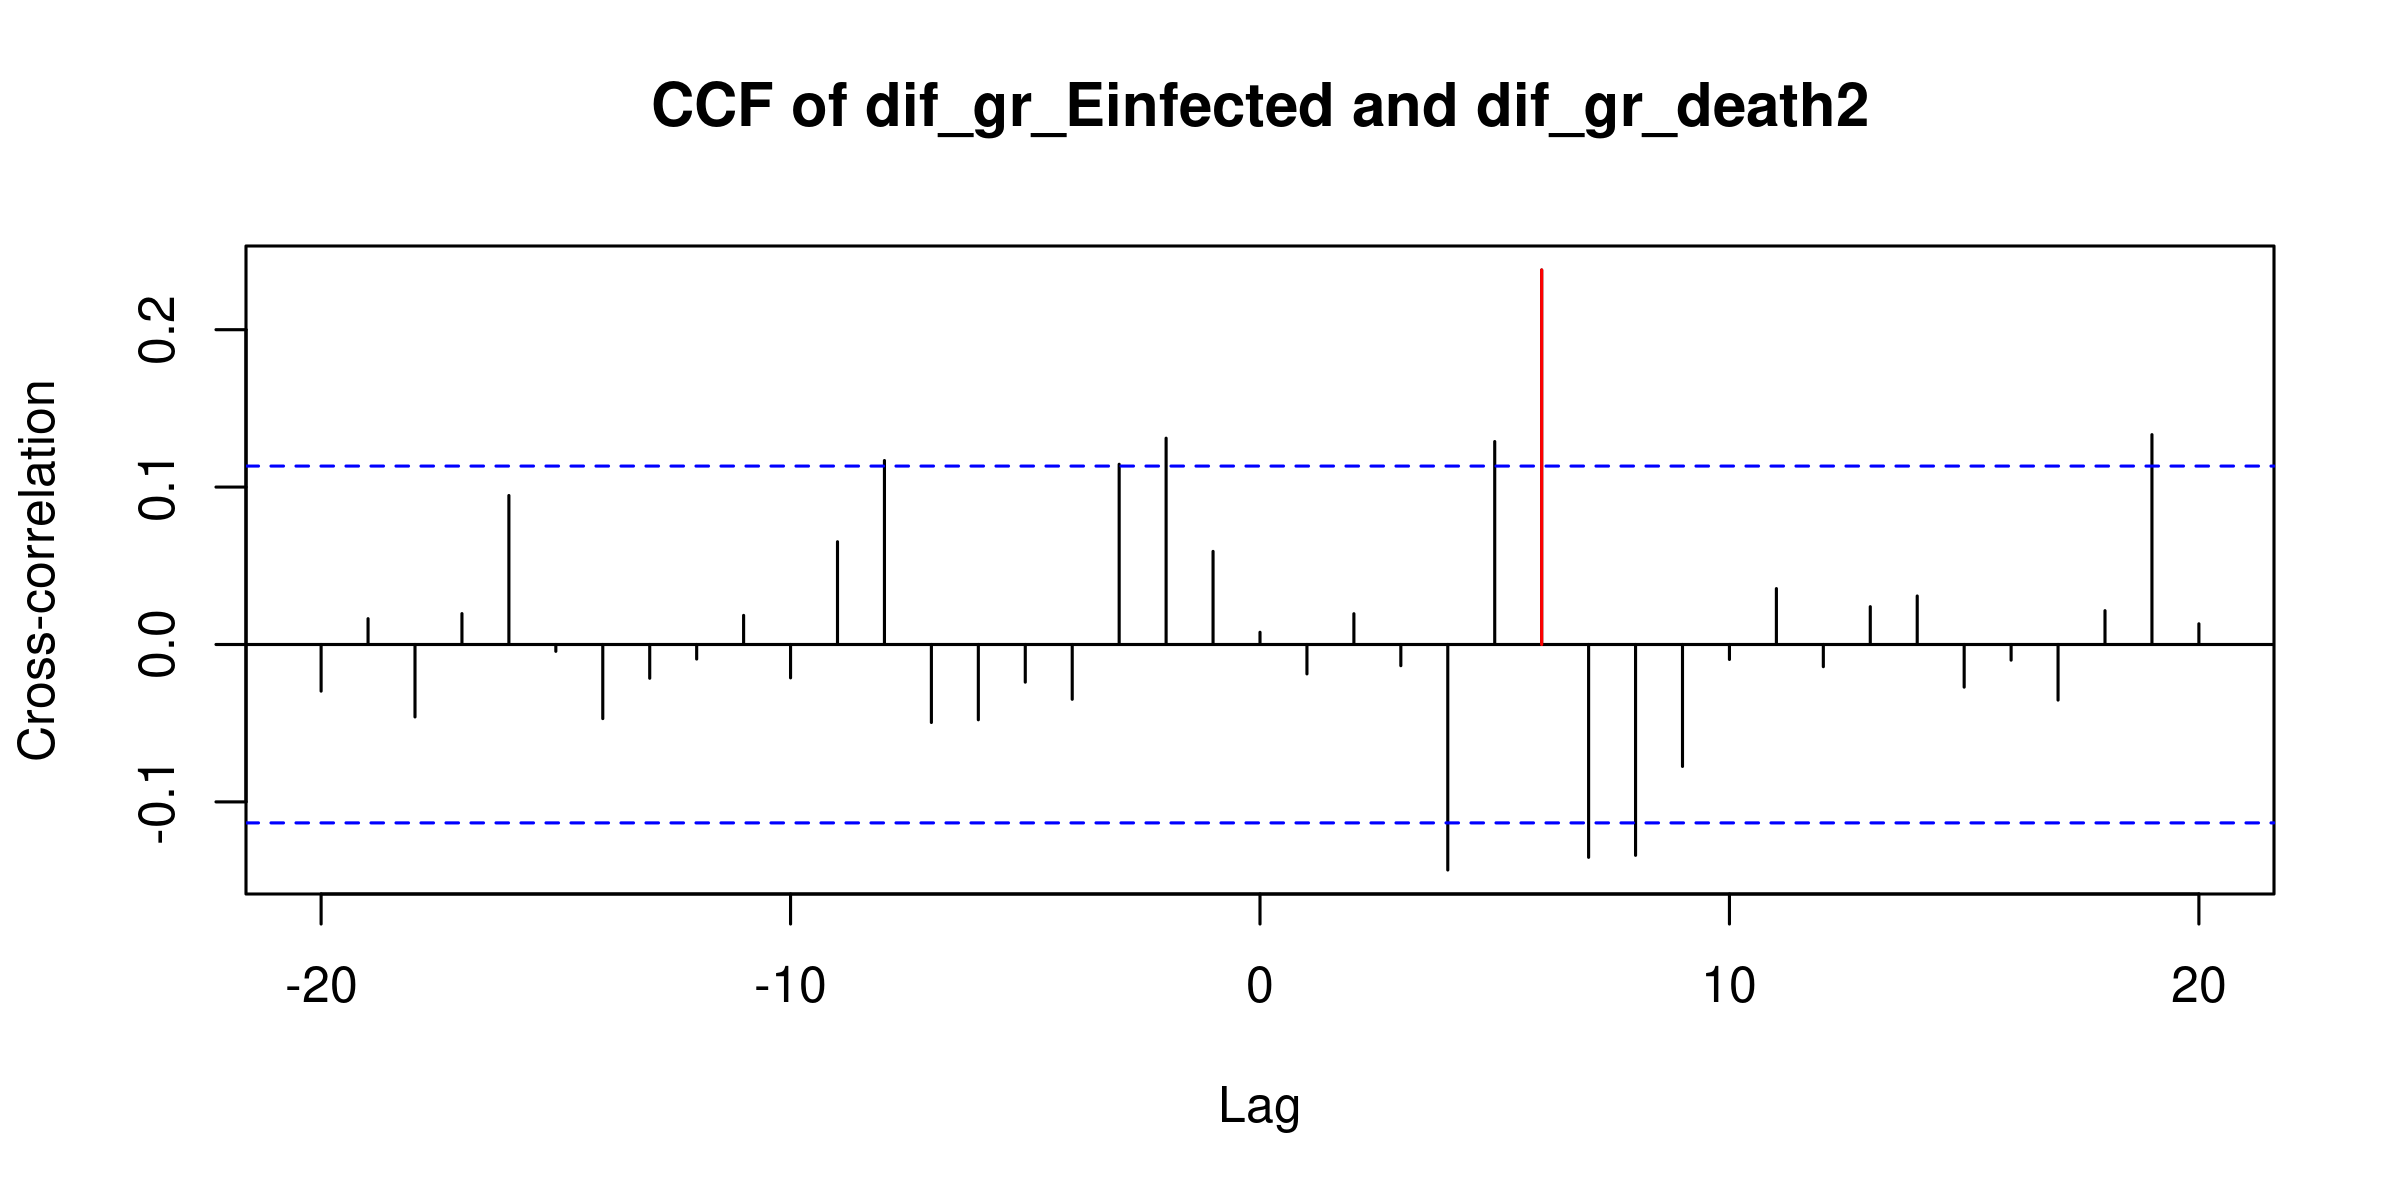 CCF of dif_gr_Einfected and dif_gr_death2
Cross-correlation
0.2
0.1
0.0
-0.1
-20 -10 0 10 20
Lag